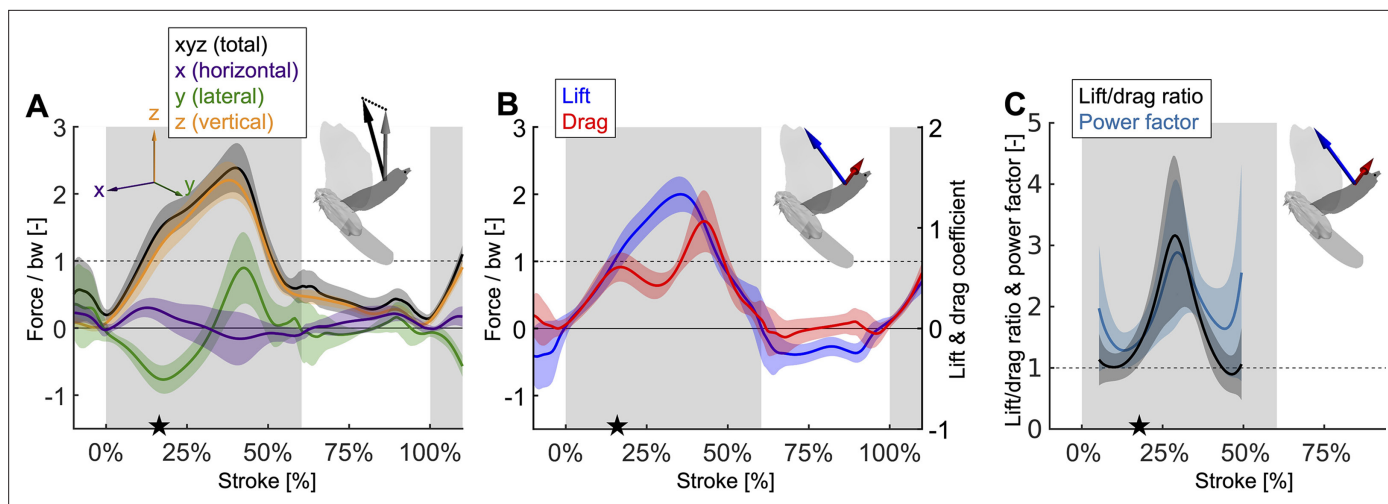 A
xyz (total)
x (horizontal)
y (lateral)
z (vertical)
z
x
y
Force / bw [-]
3
2
1
0
-1
0%
25%
50%
75%
100%
Stroke [%]
B
Lift
Drag
Force / bw [-]
3
2
1
0
-1
2
1
0
-1
Lift & drag coefficient
0%
25%
50%
75%
100%
Stroke [%]
C
Lift/drag ratio
Power factor
Lift/drag ratio & power factor [-]
5
4
3
2
1
0
0%
25%
50%
75%
Stroke [%]